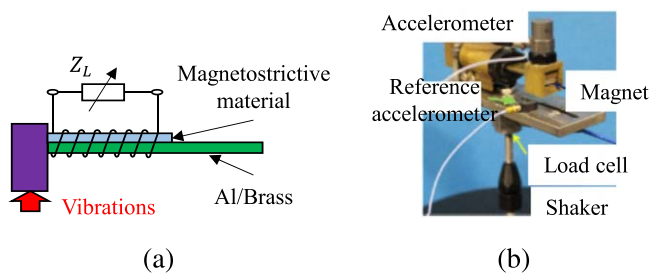 Z_L
Magnetostrictive
material
Al/Brass
Vibrations
(a)
Accelerometer
Reference
accelerometer
Magnet
Load cell
Shaker
(b)